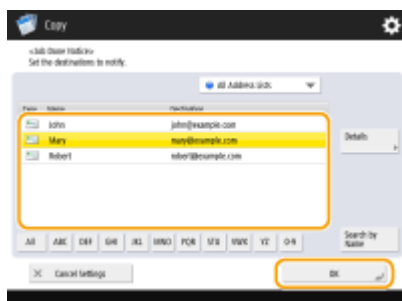 Copy
<Job Done Notice>
Set the destinations to notify.
All Address Lists
Type Name Destination
John john@example.com
Mary mary@example.com
Details
Robert robert@example.com
All ABC DEF GHI JKL MNO PQR STU VWX YZ 0-9
Search by
Name
Cancel Settings
OK